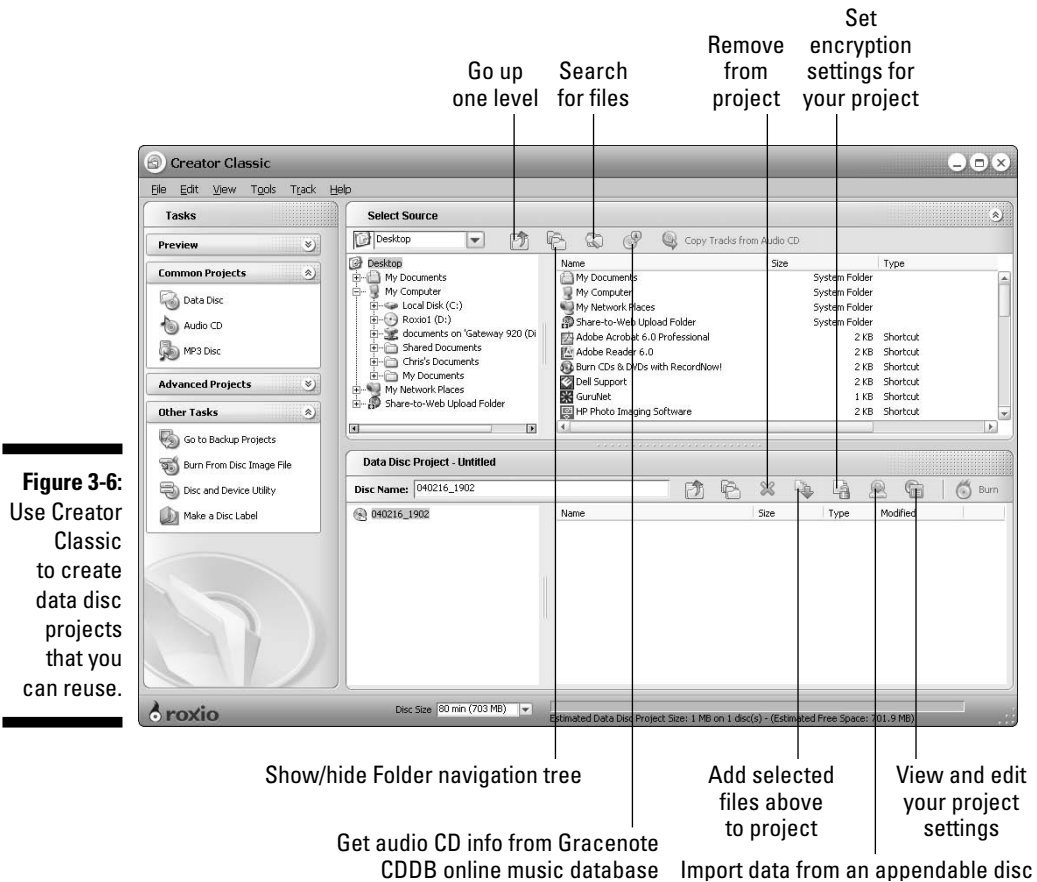 Set
encryption
settings for
your project
Remove
from
project
Go up
one level
Search
for files
Creator Classic
File Edit View Tools Track Help
Tasks
Preview
Common Projects
Data Disc
Audio CD
MP3 Disc
Advanced Projects
Other Tasks
Go to Backup Projects
Burn From Disc Image File
Disc and Device Utility
Make a Disc Label
Select Source
Desktop
Copy Tracks from Audio CD
Desktop
My Documents
My Computer
Local Disk (C:)
Roxio1 (D:)
documents on 'Gateway 920 (Di
Shared Documents
Chris's Documents
My Documents
My Network Places
Share-to-Web Upload Folder
Name Size Type
My Documents System Folder
My Computer System Folder
My Network Places System Folder
Share-to-Web Upload Folder System Folder
Adobe Acrobat 6.0 Professional 2 KB Shortcut
Adobe Reader 6.0 2 KB Shortcut
Burn CDs & DVDs with RecordNow! 2 KB Shortcut
Dell Support 2 KB Shortcut
GuruNet 1 KB Shortcut
HP Photo Imaging Software 2 KB Shortcut
Data Disc Project - Untitled
Disc Name: 040216_1902
Burn
040216_1902
Name Size Type Modified
roxio
Disc Size 80 min (703 MB)
Estimated Data Disc Project Size: 1 MB on 1 disc(s) - (Estimated Free Space: 701.9 MB)
Figure 3-6:
Use Creator
Classic
to create
data disc
projects
that you
can reuse.
Show/hide Folder navigation tree
Add selected
files above
to project
View and edit
your project
settings
Get audio CD info from Gracenote
CDDB online music database
Import data from an appendable disc